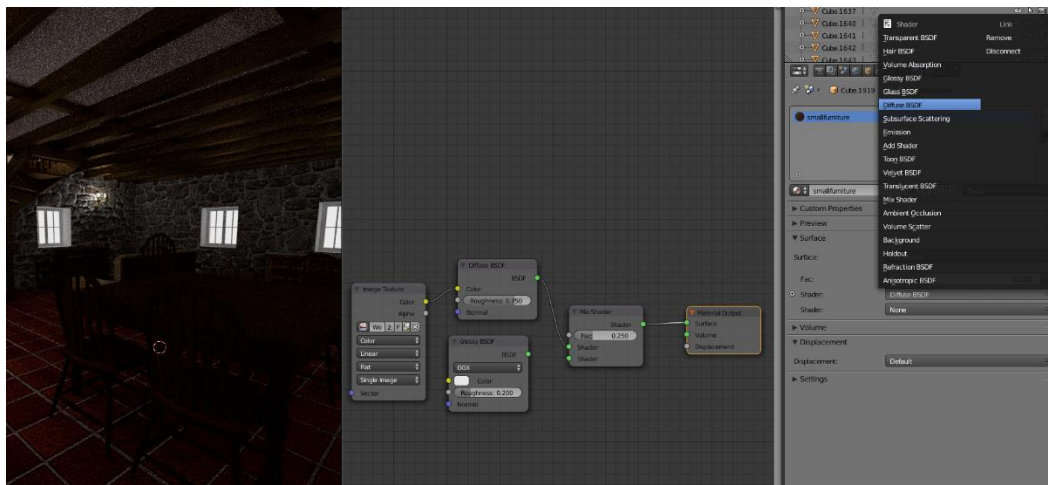 Image Texture
Color
Alpha
Wo 2 F
Color
Linear
Flat
Single Image
Vector
Diffuse BSDF
BSDF
Color
Roughness: 0.750
Normal
Glossy BSDF
BSDF
GGX
Color
Roughness: 0.200
Normal
Mix Shader
Shader
Fac: 0.250
Shader
Shader
Material Output
Surface
Volume
Displacement
Cube.1637
Cube.1640
Cube.1641
Cube.1642
Cube.1643
Cube.1919
smallfurniture
smallfurniture
Custom Properties
Preview
Surface
Surface:
Fac:
Shader: Diffuse BSDF
Shader: None
Volume
Displacement
Displacement: Default
Settings
Shader
Transparent BSDF
Hair BSDF
Volume Absorption
Glossy BSDF
Glass BSDF
Diffuse BSDF
Subsurface Scattering
Emission
Add Shader
Toon BSDF
Velvet BSDF
Translucent BSDF
Mix Shader
Ambient Occlusion
Volume Scatter
Background
Holdout
Refraction BSDF
Anisotropic BSDF
Link
Remove
Disconnect